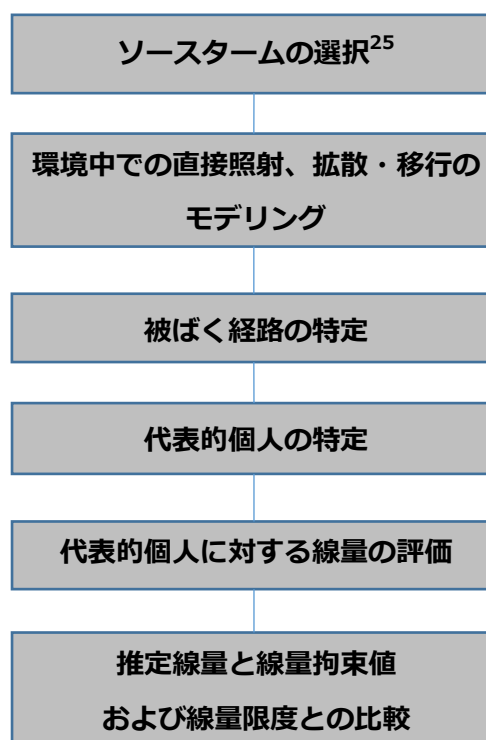 ソースタームの選択25
環境中での直接照射、拡散・移行の
モデリング
被ばく経路の特定
代表的個人の特定
代表的個人に対する線量の評価
推定線量と線量拘束値
および線量限度との比較